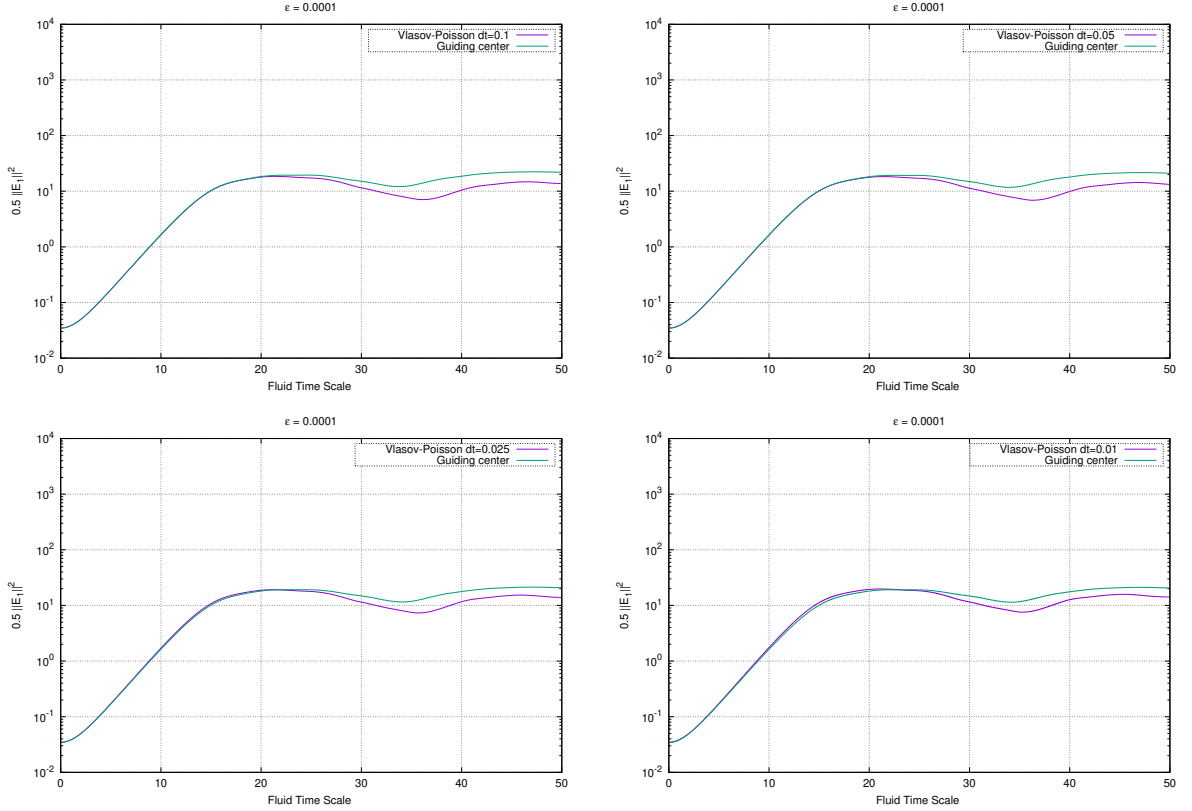 ε = 0.0001
Vlasov-Poisson dt=0.1
Guiding center
10^4
10^3
10^2
10^1
10^0
10^-1
10^-2
0.5 ||E_1||^2
0 10 20 30 40 50
Fluid Time Scale
ε = 0.0001
Vlasov-Poisson dt=0.05
Guiding center
10^4
10^3
10^2
10^1
10^0
10^-1
10^-2
0.5 ||E_1||^2
0 10 20 30 40 50
Fluid Time Scale
ε = 0.0001
Vlasov-Poisson dt=0.025
Guiding center
10^4
10^3
10^2
10^1
10^0
10^-1
10^-2
0.5 ||E_1||^2
0 10 20 30 40 50
Fluid Time Scale
ε = 0.0001
Vlasov-Poisson dt=0.01
Guiding center
10^4
10^3
10^2
10^1
10^0
10^-1
10^-2
0.5 ||E_1||^2
0 10 20 30 40 50
Fluid Time Scale